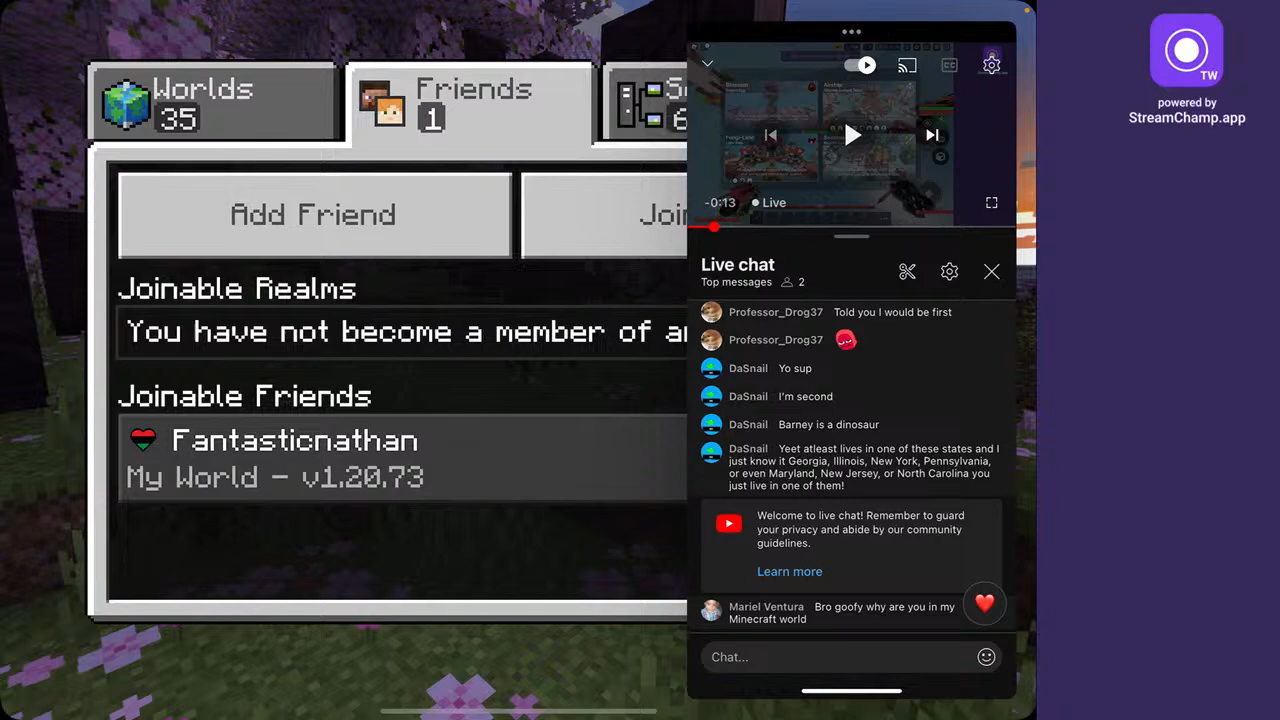 Worlds
35
Friends
1
S
6
Add Friend
Joi
Joinable Realms
You have not become a member of a
Joinable Friends
Fantasticnathan
My World - v1.20.73
CC
-0:13
Live
Live chat
Top messages 2
Professor_Drog37 Told you I would be first
Professor_Drog37
DaSnail Yo sup
DaSnail I'm second
DaSnail Barney is a dinosaur
DaSnail Yeet atleast lives in one of these states and I
just know it Georgia, Illinois, New York, Pennsylvania,
or even Maryland, New Jersey, or North Carolina you
just live in one of them!
Welcome to live chat! Remember to guard
your privacy and abide by our community
guidelines.
Learn more
Mariel Ventura Bro goofy why are you in my
Minecraft world
Chat...
TW
powered by
StreamChamp.app